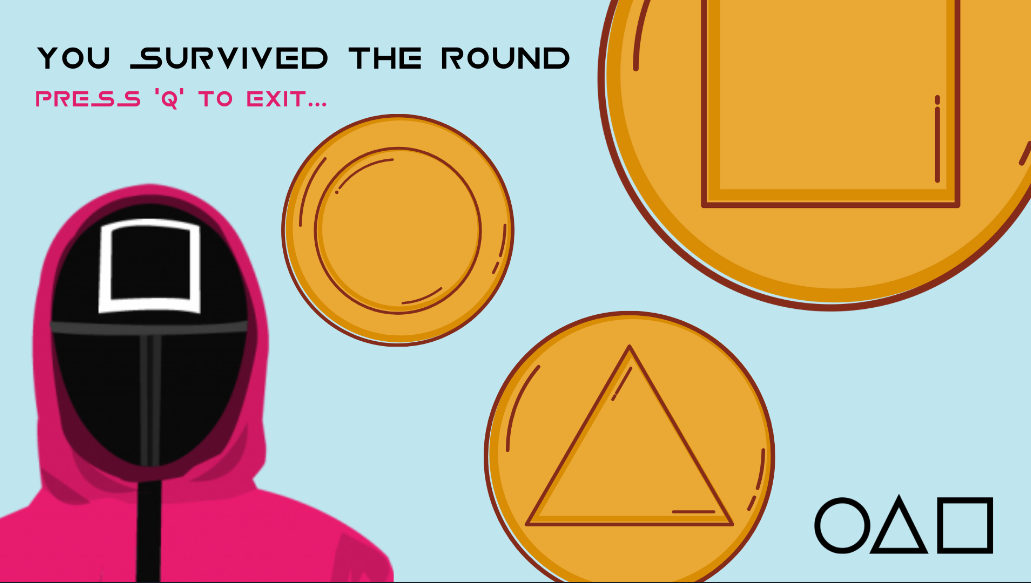 YOU SURVIVED THE ROUND
PRESS 'Q' TO EXIT...